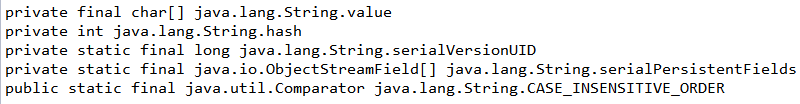 private final char[] java.lang.String.value
private int java.lang.String.hash
private static final long java.lang.String.serialVersionUID
private static final java.io.ObjectStreamField[] java.lang.String.serialPersistentFields
public static final java.util.Comparator java.lang.String.CASE_INSENSITIVE_ORDER